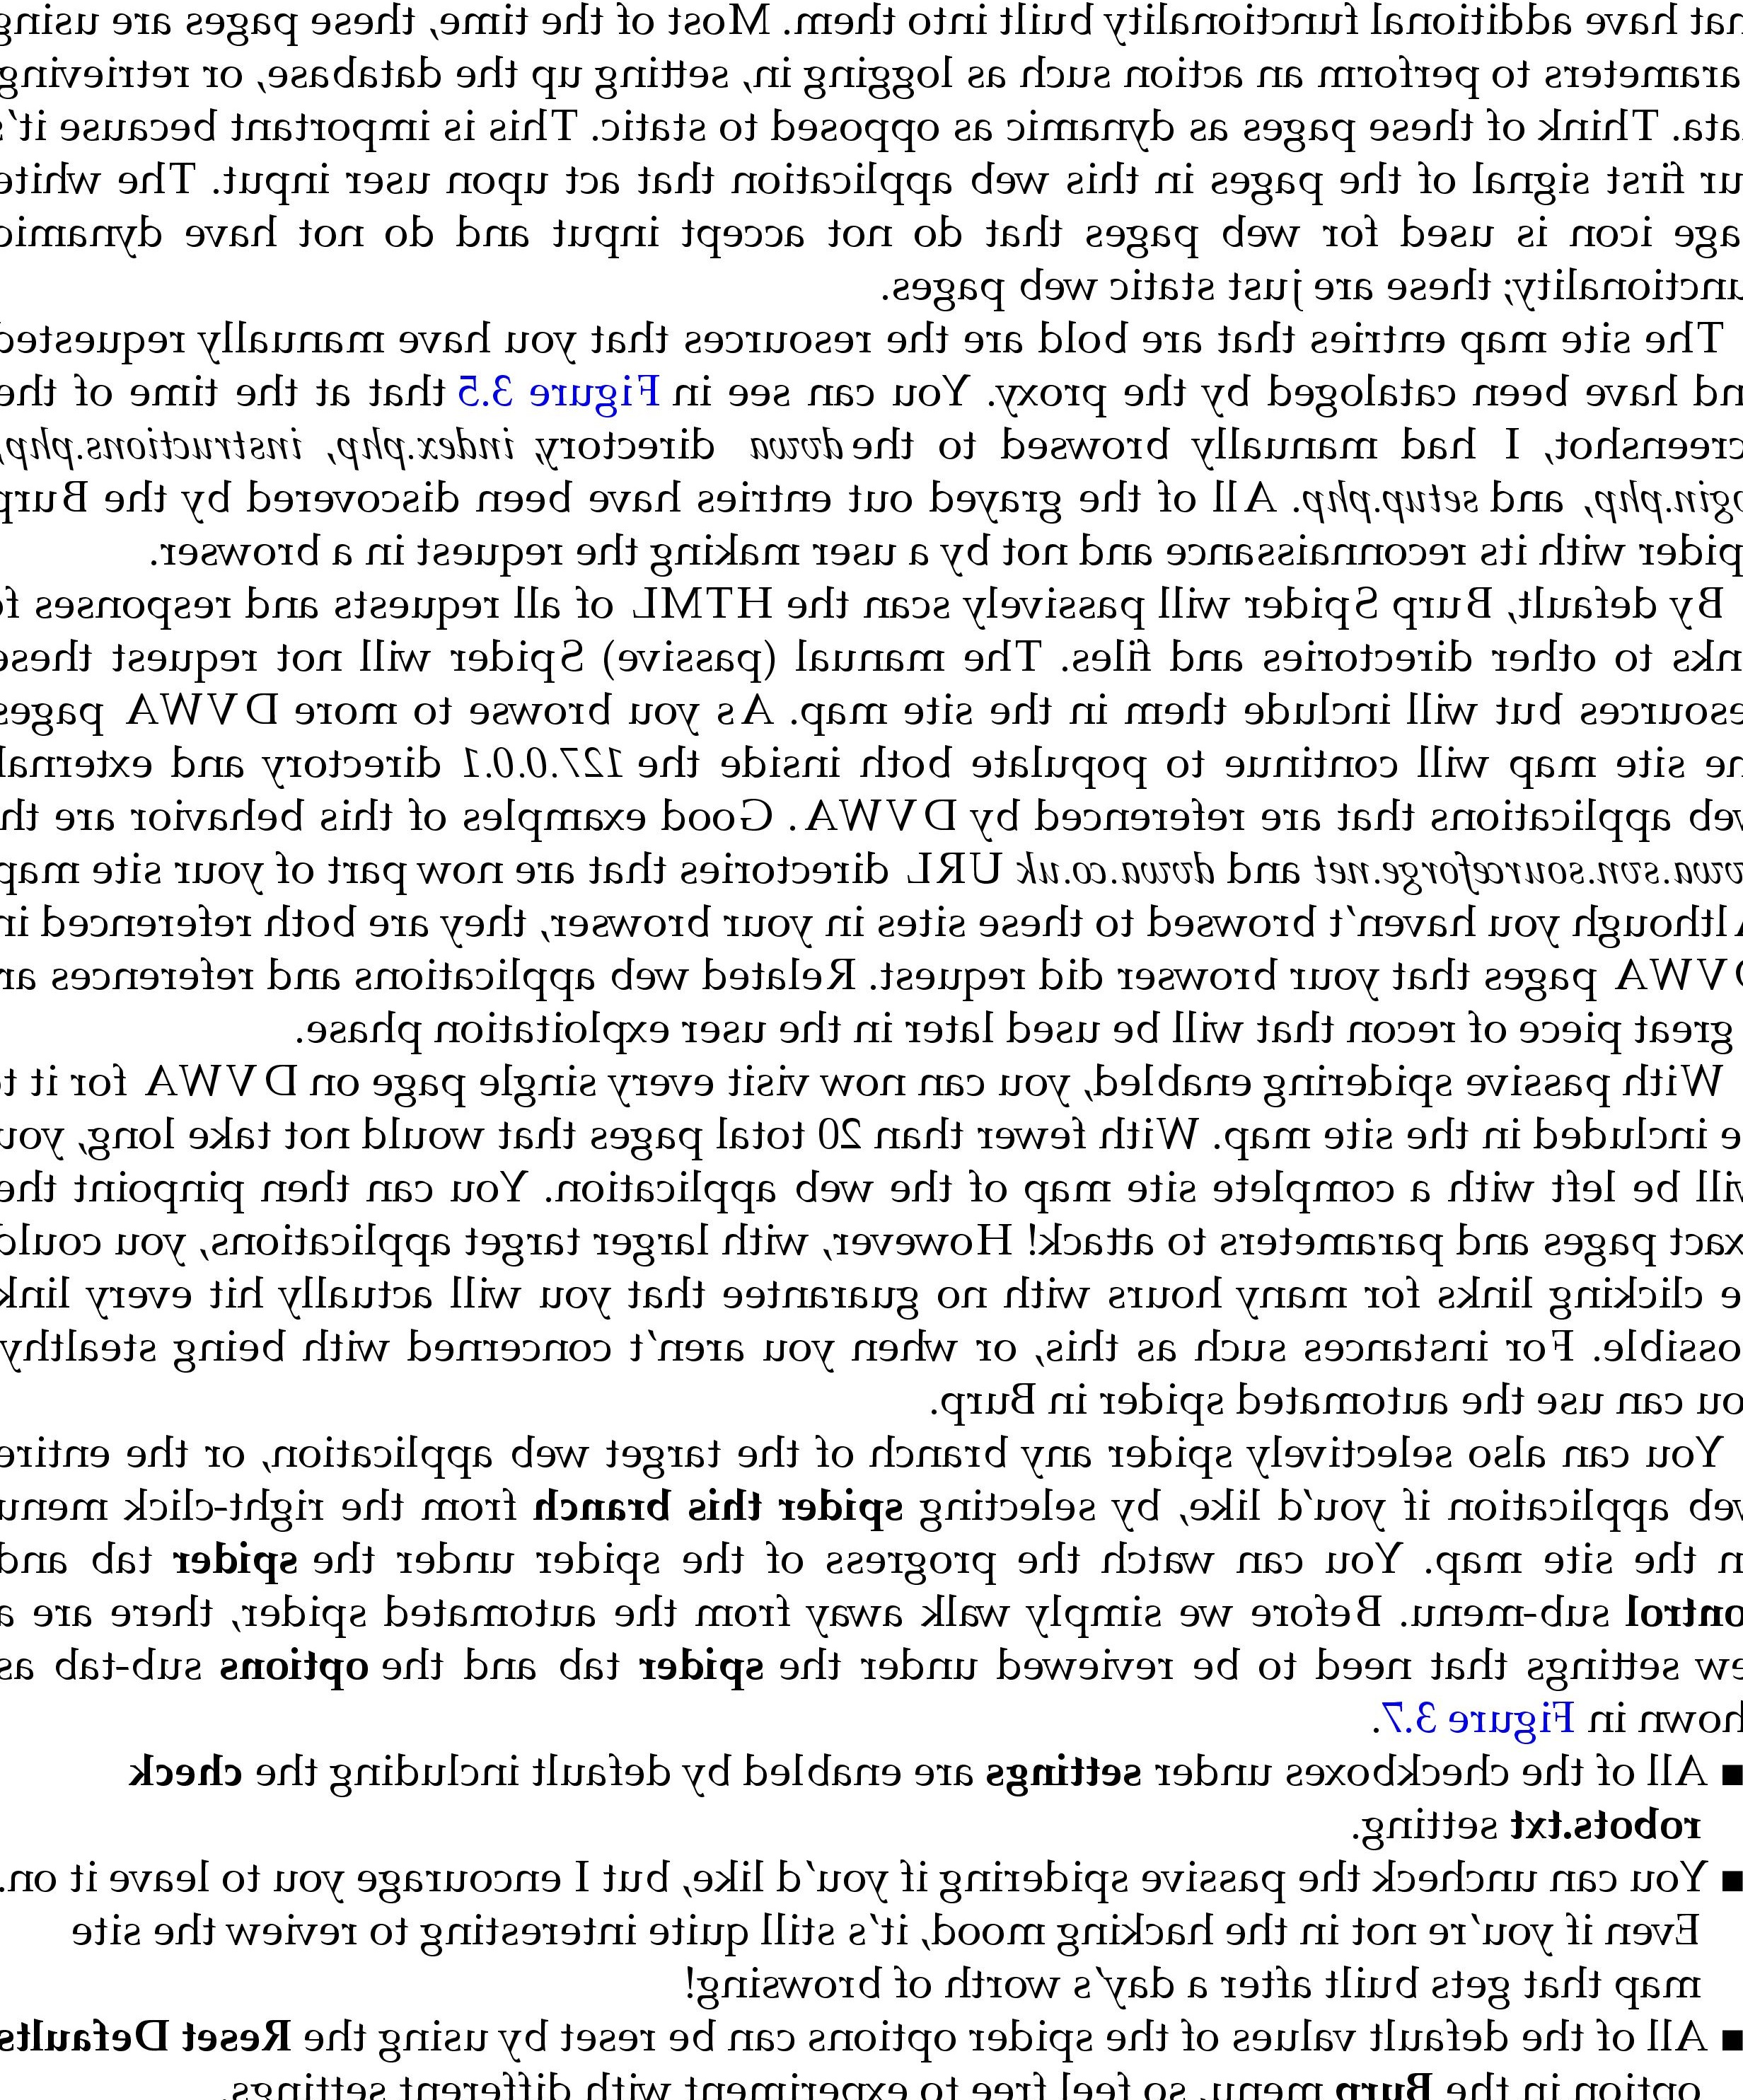 hat have additional functionality built into them. Most of the time, these pages are using
arameters to perform an action such as logging in, setting up the database, or retrieving
ata. Think of these pages as dynamic as opposed to static. This is important because it's
ur first signal of the pages in this web application that act upon user input. The white
age icon is used for web pages that do not accept input and do not have dynamic
unctionality; these are just static web pages.
The site map entries that are bold are the resources that you have manually requested
nd have been cataloged by the proxy. You can see in Figure 3.5 that at the time of the
creenshot, I had manually browsed to the dvwa directory, index.php, instructions.php,
ogin.php, and setup.php. All of the grayed out entries have been discovered by the Burp
pider with its reconnaissance and not by a user making the request in a browser.
By default, Burp Spider will passively scan the HTML of all requests and responses fo
nks to other directories and files. The manual (passive) Spider will not request these
esources but will include them in the site map. As you browse to more DVWA pages
he site map will continue to populate both inside the 127.0.0.1 directory and external
web applications that are referenced by DVWA. Good examples of this behavior are th
vwa.svn.sourceforge.net and dvwa.co.uk URL directories that are now part of your site map
Although you haven't browsed to these sites in your browser, they are both referenced in
DVWA pages that your browser did request. Related web applications and references ar
great piece of recon that will be used later in the user exploitation phase.
With passive spidering enabled, you can now visit every single page on DVWA for it to
e included in the site map. With fewer than 20 total pages that would not take long, you
will be left with a complete site map of the web application. You can then pinpoint the
xact pages and parameters to attack! However, with larger target applications, you could
e clicking links for many hours with no guarantee that you will actually hit every link
ossible. For instances such as this, or when you aren't concerned with being stealthy
ou can use the automated spider in Burp.
You can also selectively spider any branch of the target web application, or the entire
web application if you'd like, by selecting spider this branch from the right-click menu
n the site map. You can watch the progress of the spider under the spider tab and
ontrol sub-menu. Before we simply walk away from the automated spider, there are a
ew settings that need to be reviewed under the spider tab and the options sub-tab as
hown in Figure 3.7.
■ All of the checkboxes under settings are enabled by default including the check
robots.txt setting.
■ You can uncheck the passive spidering if you'd like, but I encourage you to leave it on.
Even if you're not in the hacking mood, it's still quite interesting to review the site
map that gets built after a day's worth of browsing!
■ All of the default values of the spider options can be reset by using the Reset Defaults
option in the Burp menu, so feel free to experiment with different settings.